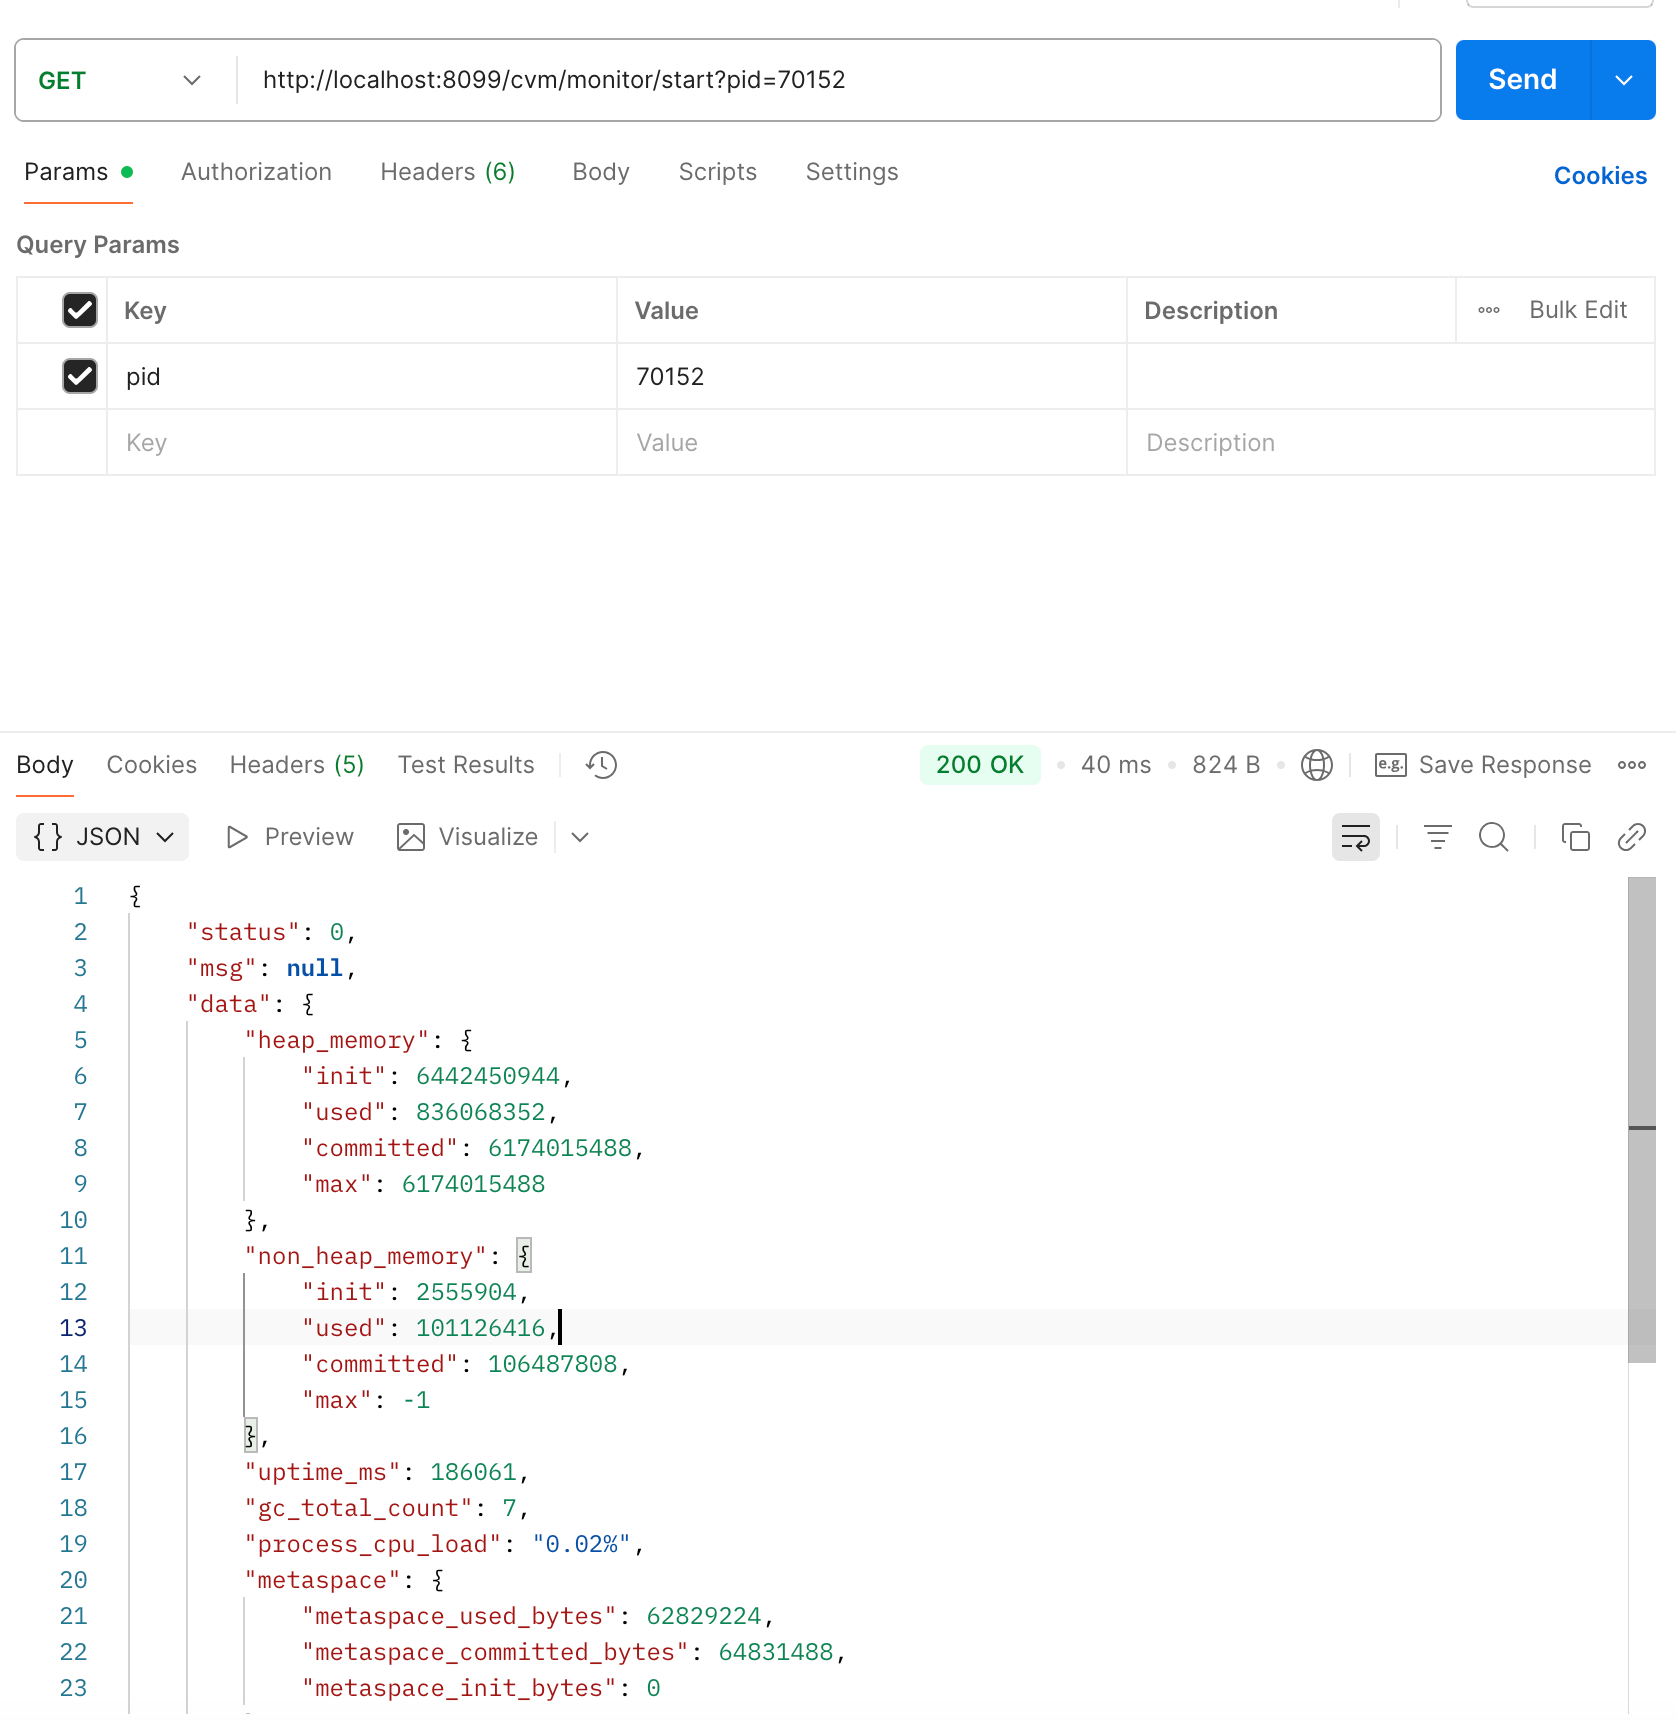 GET http://localhost:8099/cvm/monitor/start?pid=70152 Send
Params Authorization Headers (6) Body Scripts Settings Cookies
Query Params
Key Value Description Bulk Edit
pid 70152
Key Value Description
Body Cookies Headers (5) Test Results 200 OK 40 ms 824 B e.g. Save Response
{} JSON Preview Visualize
1 {
2 "status": 0,
3 "msg": null,
4 "data": {
5 "heap_memory": {
6 "init": 6442450944,
7 "used": 836068352,
8 "committed": 6174015488,
9 "max": 6174015488
10 },
11 "non_heap_memory": {
12 "init": 2555904,
13 "used": 101126416,
14 "committed": 106487808,
15 "max": -1
16 },
17 "uptime_ms": 186061,
18 "gc_total_count": 7,
19 "process_cpu_load": "0.02%",
20 "metaspace": {
21 "metaspace_used_bytes": 62829224,
22 "metaspace_committed_bytes": 64831488,
23 "metaspace_init_bytes": 0